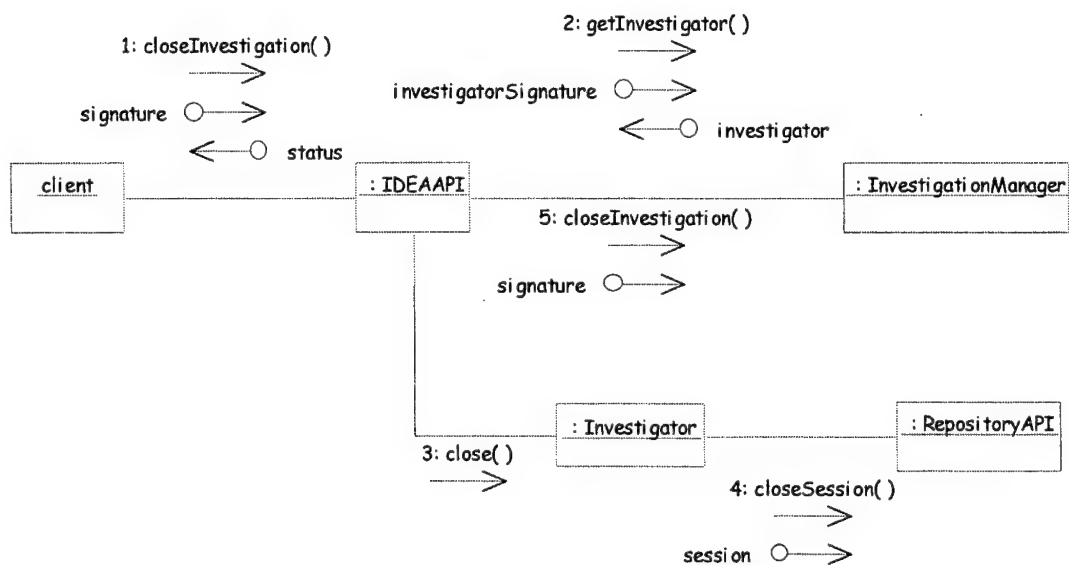 1: closeInvestigation( )
2: getInvestigator( )
signature
investigatorSignature
status
investigator
client
: IDEAAPI
: InvestigationManager
5: closeInvestigation( )
signature
: Investigator
: RepositoryAPI
3: close( )
4: closeSession( )
session